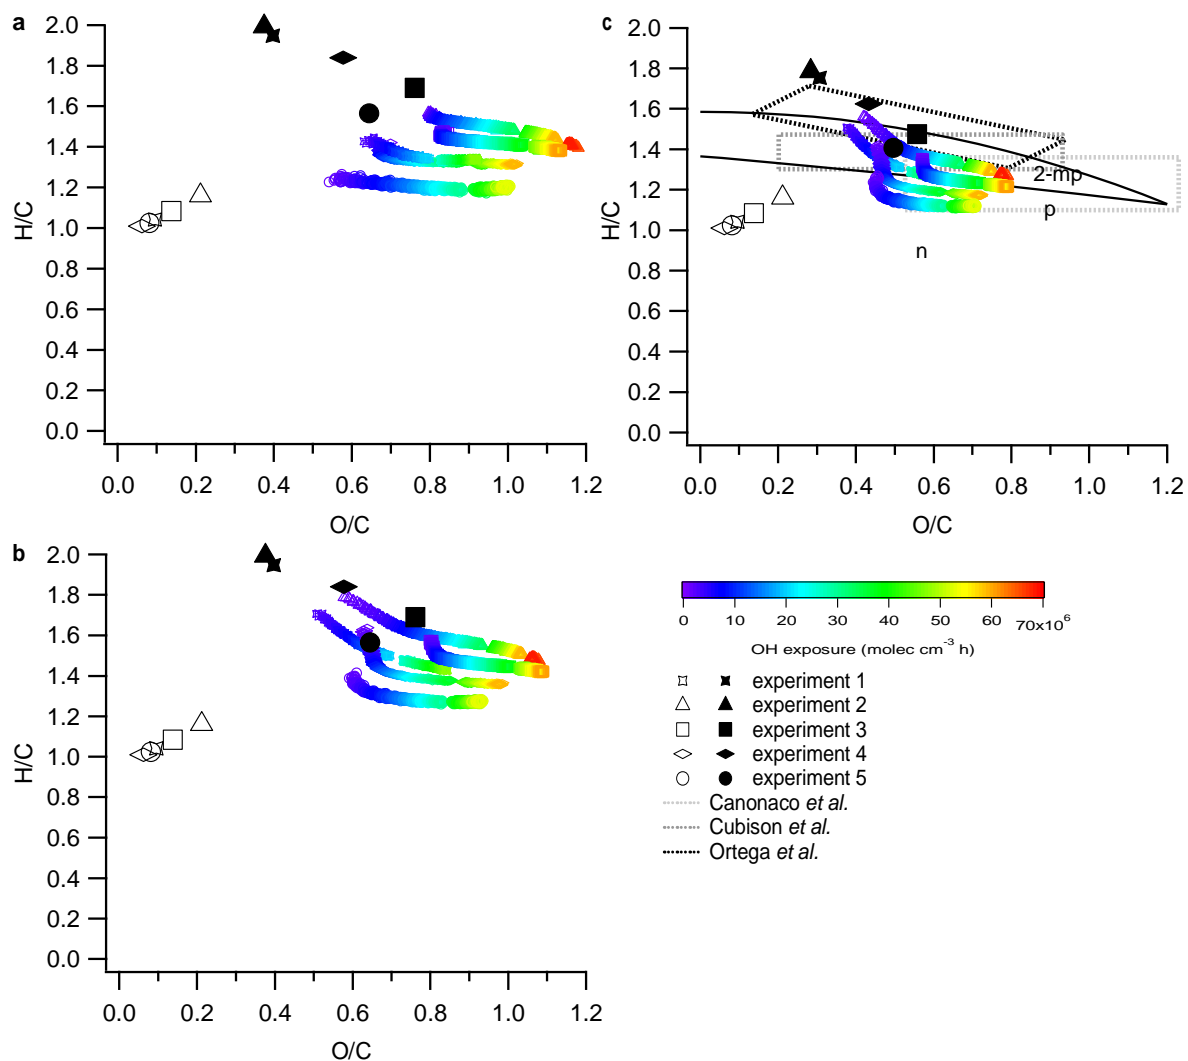 a
2.0
1.8
1.6
1.4
1.2
1.0
0.8
0.6
0.4
0.2
0.0
H/C
0.0 0.2 0.4 0.6 0.8 1.0 1.2
O/C
c
2.0
1.8
1.6
1.4
1.2
1.0
0.8
0.6
0.4
0.2
0.0
H/C
2-mp
p
n
0.0 0.2 0.4 0.6 0.8 1.0 1.2
O/C
b
2.0
1.8
1.6
1.4
1.2
1.0
0.8
0.6
0.4
0.2
0.0
H/C
0.0 0.2 0.4 0.6 0.8 1.0 1.2
O/C
0 10 20 30 40 50 60 70x10⁶
OH exposure (molec cm⁻³ h)
experiment 1
experiment 2
experiment 3
experiment 4
experiment 5
Canonaco et al.
Cubison et al.
Ortega et al.